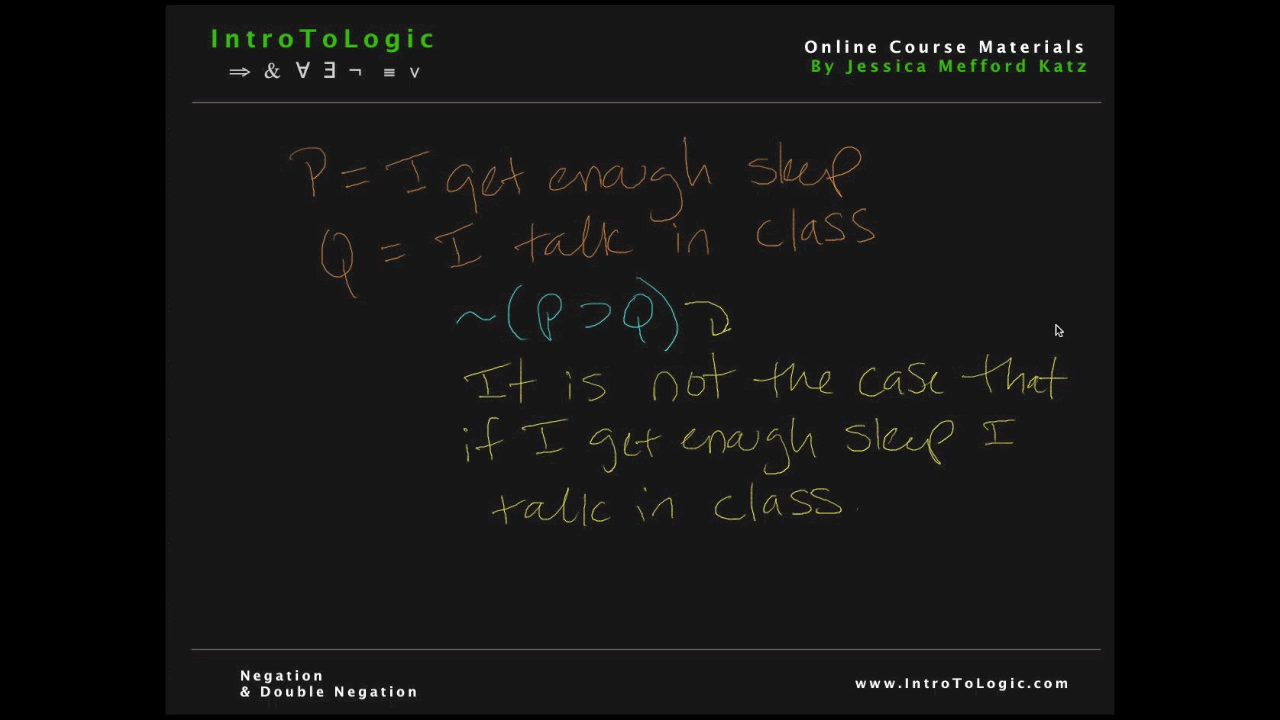 IntroToLogic
⇒ & ∀ ∃ ¬ ≡ ∨
Online Course Materials
By Jessica Mefford Katz
P = I get enough sleep
Q = I talk in class
~(P ⊃ Q)
It is not the case that
if I get enough sleep I
talk in class.
Negation
& Double Negation
www.IntroToLogic.com